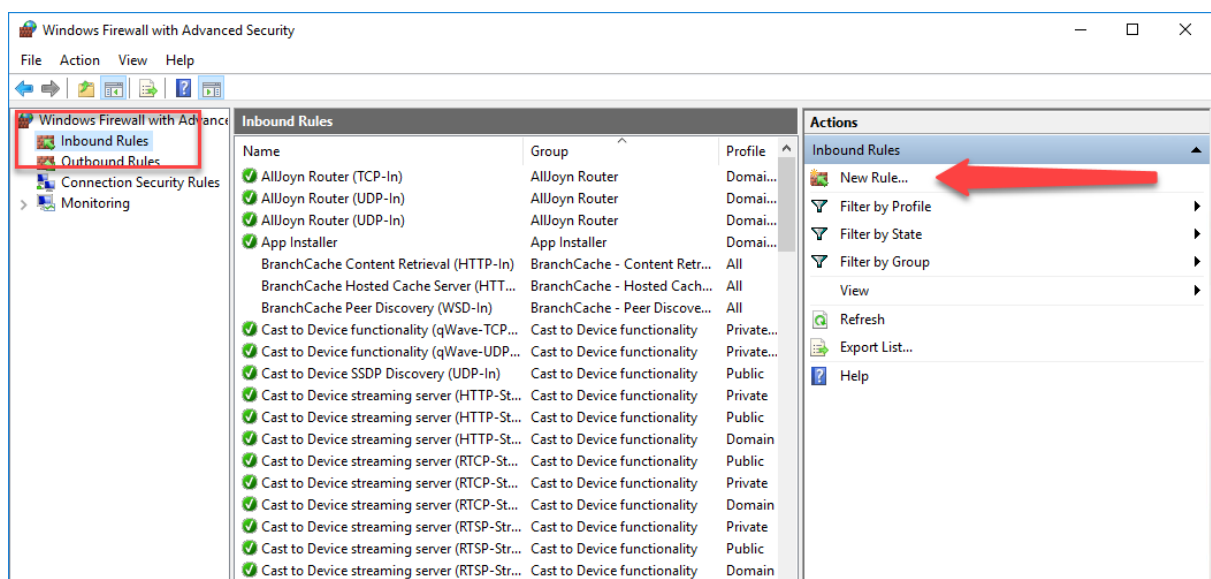 Windows Firewall with Advanced Security
File Action View Help
Windows Firewall with Advance
Inbound Rules
Outbound Rules
Connection Security Rules
Monitoring
Inbound Rules
Name Group Profile
AllJoyn Router (TCP-In) AllJoyn Router Domai...
AllJoyn Router (UDP-In) AllJoyn Router Domai...
AllJoyn Router (UDP-In) AllJoyn Router Domai...
App Installer App Installer Domai...
BranchCache Content Retrieval (HTTP-In) BranchCache - Content Retr... All
BranchCache Hosted Cache Server (HTT... BranchCache - Hosted Cach... All
BranchCache Peer Discovery (WSD-In) BranchCache - Peer Discove... All
Cast to Device functionality (qWave-TCP... Cast to Device functionality Private...
Cast to Device functionality (qWave-UDP... Cast to Device functionality Private...
Cast to Device SSDP Discovery (UDP-In) Cast to Device functionality Public
Cast to Device streaming server (HTTP-St... Cast to Device functionality Private
Cast to Device streaming server (HTTP-St... Cast to Device functionality Public
Cast to Device streaming server (HTTP-St... Cast to Device functionality Domain
Cast to Device streaming server (RTCP-St... Cast to Device functionality Public
Cast to Device streaming server (RTCP-St... Cast to Device functionality Private
Cast to Device streaming server (RTCP-St... Cast to Device functionality Domain
Cast to Device streaming server (RTSP-Str... Cast to Device functionality Private
Cast to Device streaming server (RTSP-Str... Cast to Device functionality Public
Cast to Device streaming server (RTSP-Str... Cast to Device functionality Domain
Actions
Inbound Rules
New Rule...
Filter by Profile
Filter by State
Filter by Group
View
Refresh
Export List...
Help